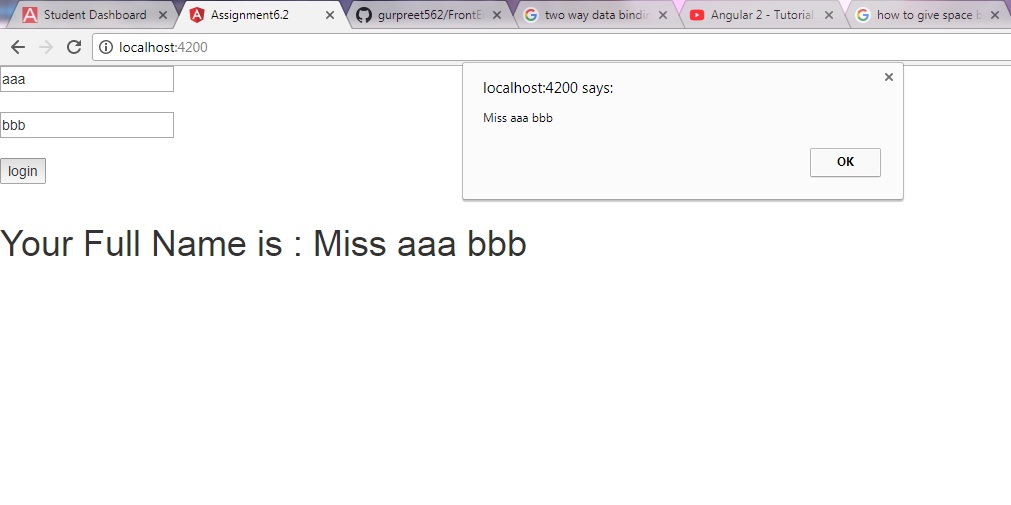 Student Dashboard
Assignment6.2
gurpreet562/FrontE
two way data bindin
Angular 2 - Tutorial
how to give space b
localhost:4200
aaa
localhost:4200 says:
Miss aaa bbb
bbb
OK
login
Your Full Name is : Miss aaa bbb